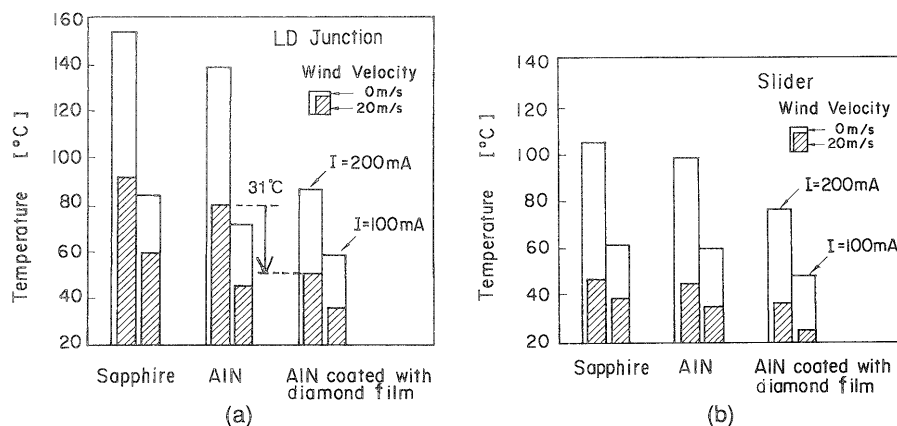 160
140
120
100
80
60
40
20
Temperature [°C]
LD Junction
Wind Velocity
0m/s
20m/s
31°C
I=200mA
I=100mA
Sapphire
AlN
AlN coated with
diamond film
(a)
140
120
100
80
60
40
20
Temperature [°C]
Slider
Wind Velocity
0m/s
20m/s
I=200mA
I=100mA
Sapphire
AlN
AlN coated with
diamond film
(b)